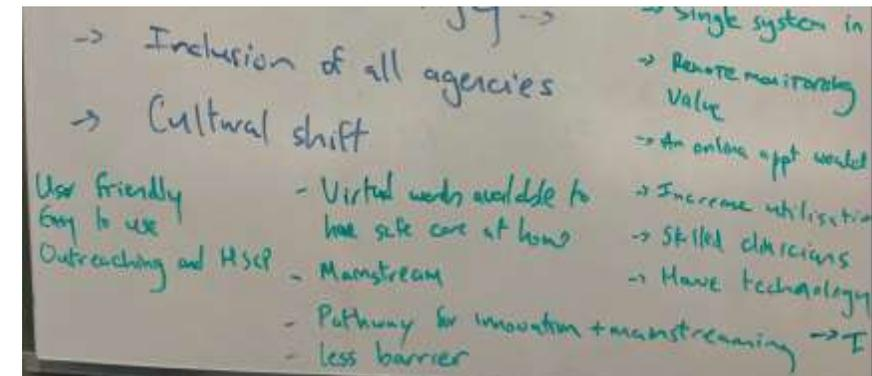 -> Inclusion of all agencies
-> Cultural shift
User friendly
Easy to use
Outreaching and HSCP
- Virtual wards available to
have safe care at home
- Mainstream
- Pathway for innovation + mainstreaming
- less barrier
-> Single system in
-> Remote monitoring
Value
-> An online appt would
-> Increase utilisatio
-> Skilled clinicians
-> Have technology
-> I